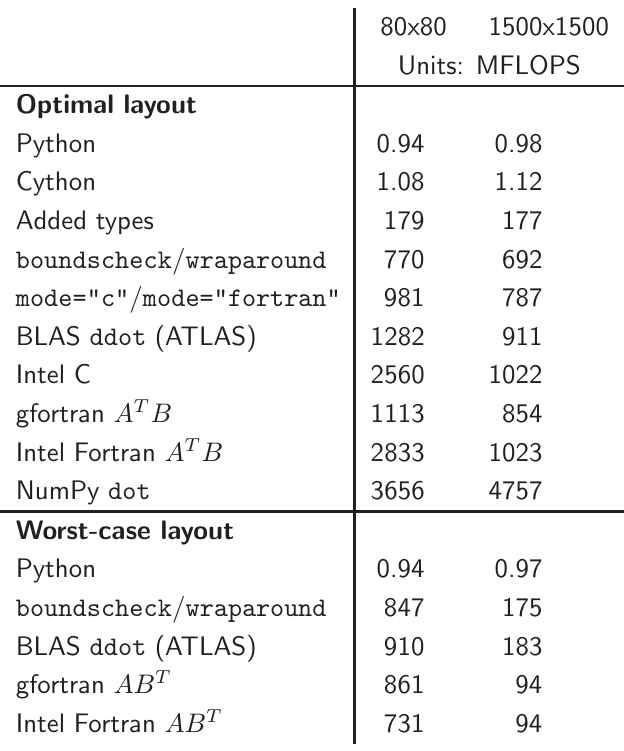 80x80 1500x1500
Units: MFLOPS
Optimal layout
Python 0.94 0.98
Cython 1.08 1.12
Added types 179 177
boundscheck/wraparound 770 692
mode="c"/mode="fortran" 981 787
BLAS ddot (ATLAS) 1282 911
Intel C 2560 1022
gfortran $A^T B$ 1113 854
Intel Fortran $A^T B$ 2833 1023
NumPy dot 3656 4757
Worst-case layout
Python 0.94 0.97
boundscheck/wraparound 847 175
BLAS ddot (ATLAS) 910 183
gfortran $AB^T$ 861 94
Intel Fortran $AB^T$ 731 94